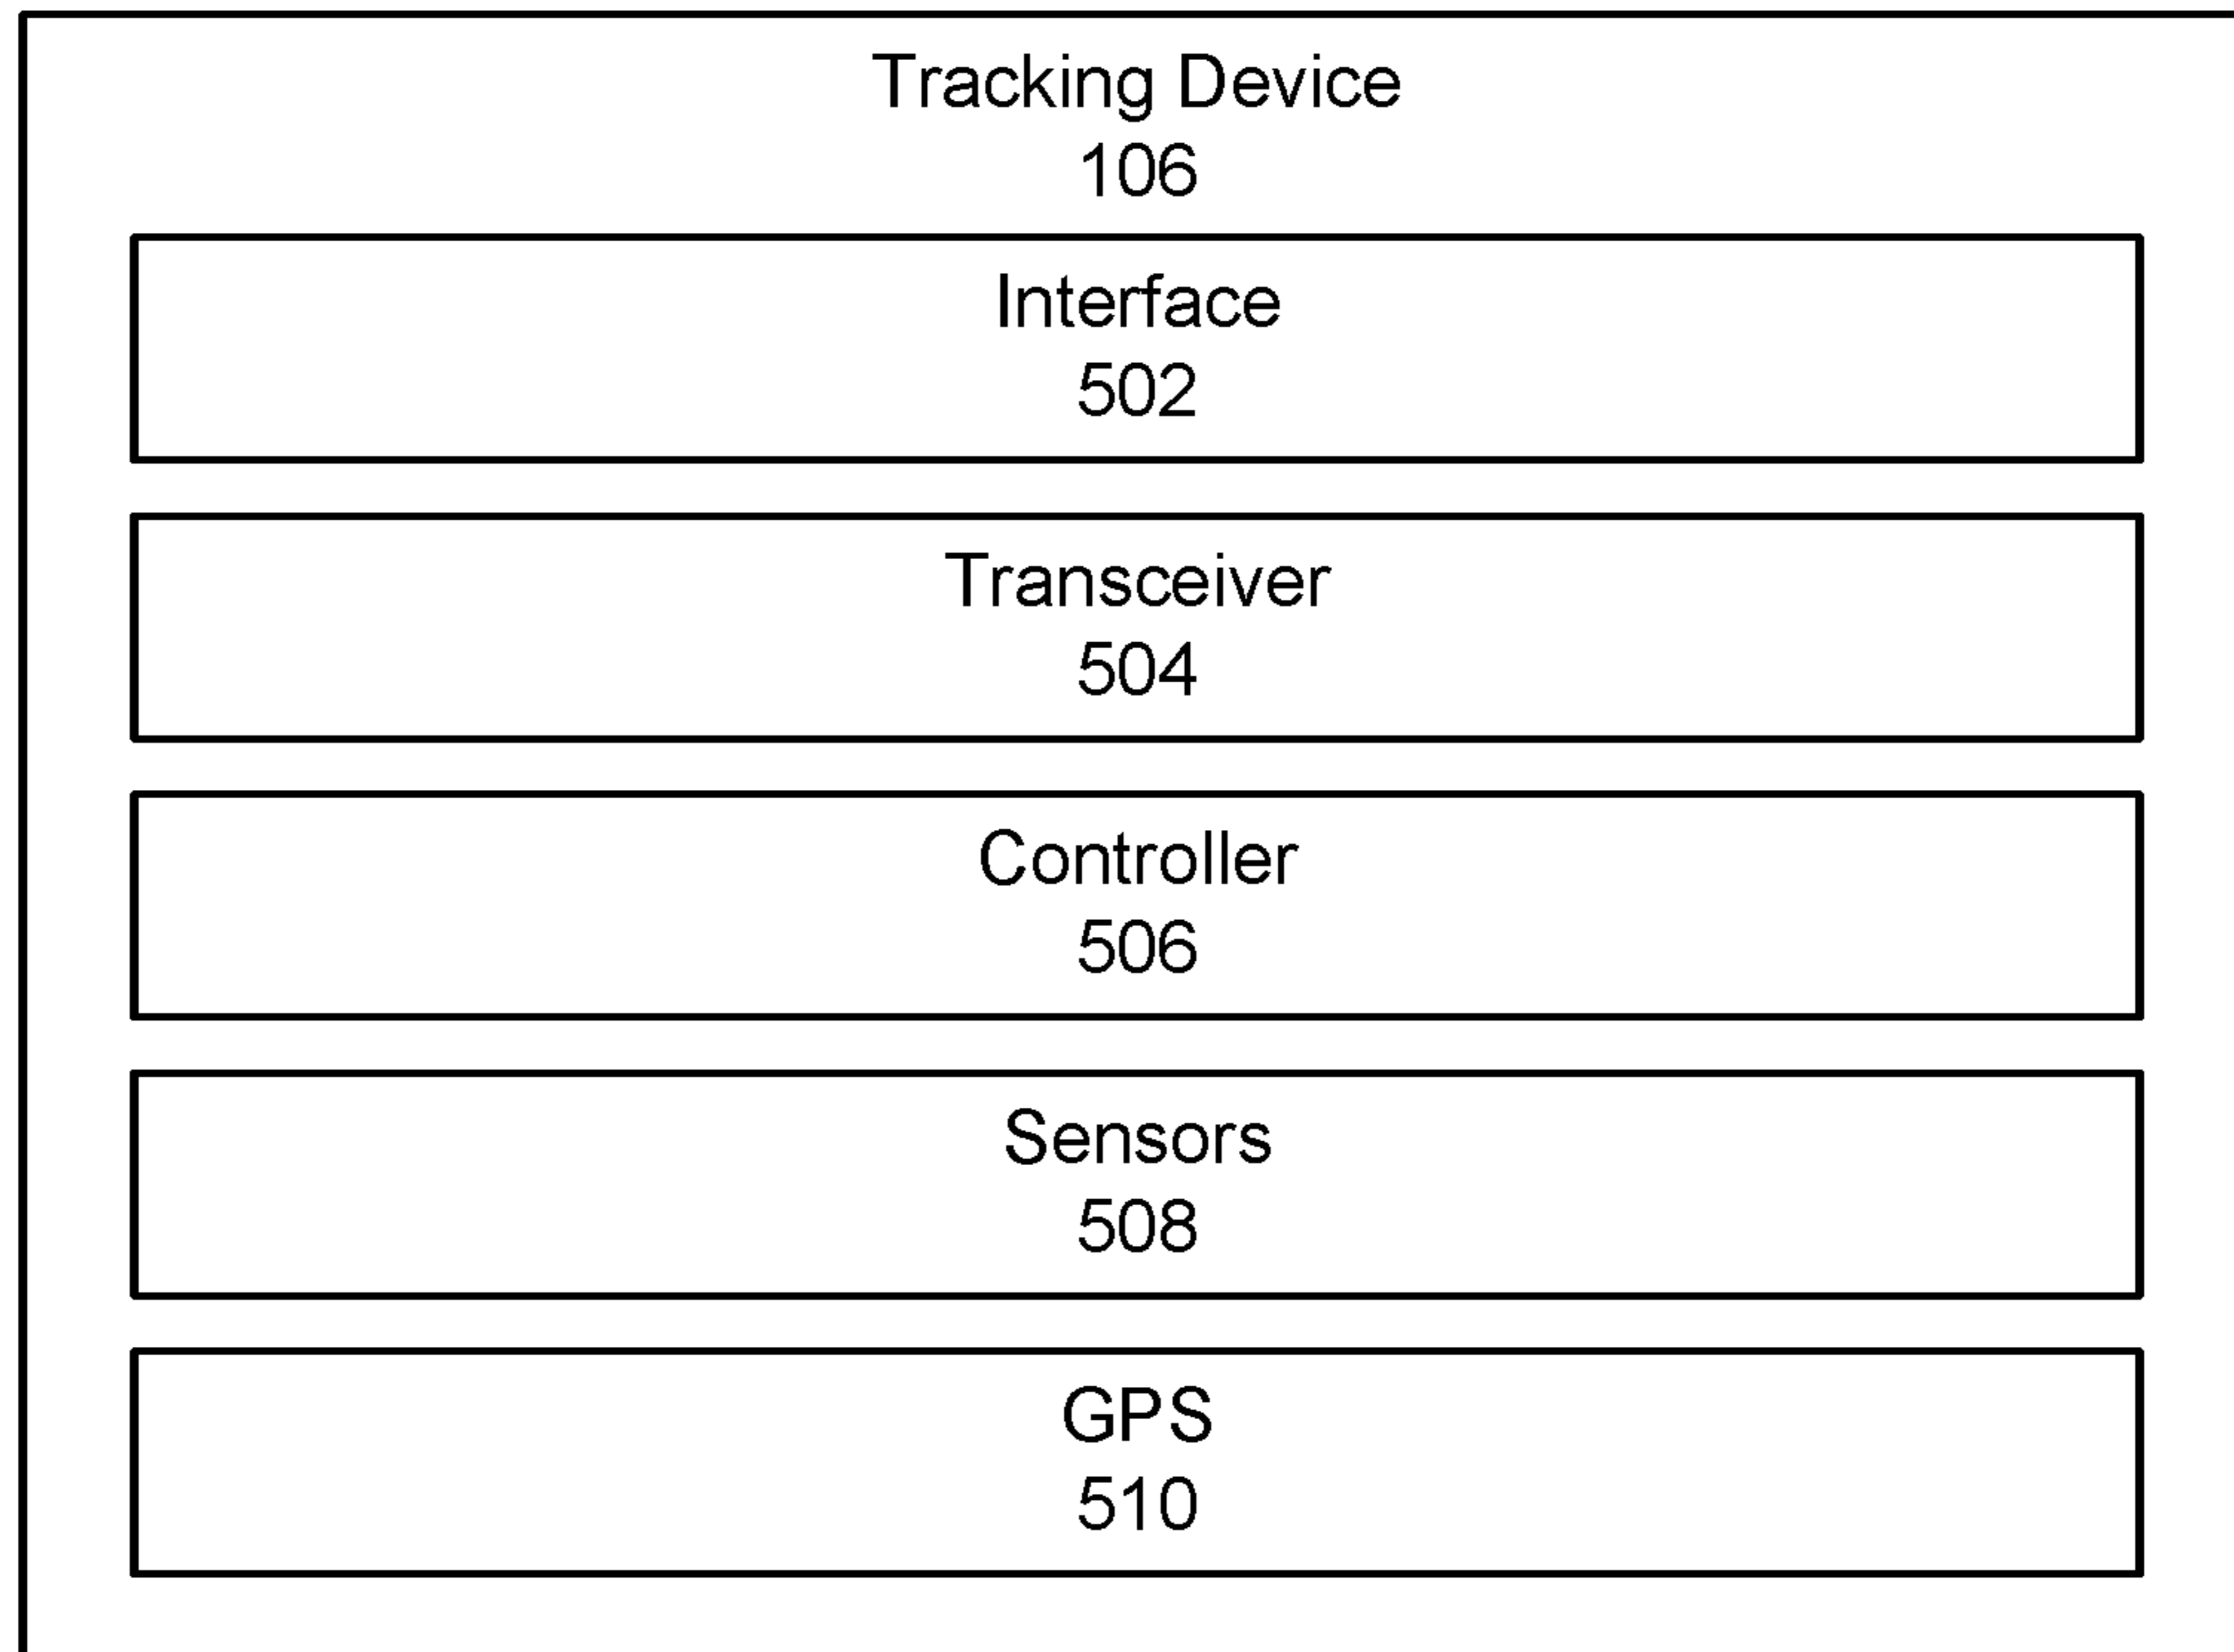 Tracking Device
106
Interface
502
Transceiver
504
Controller
506
Sensors
508
GPS
510